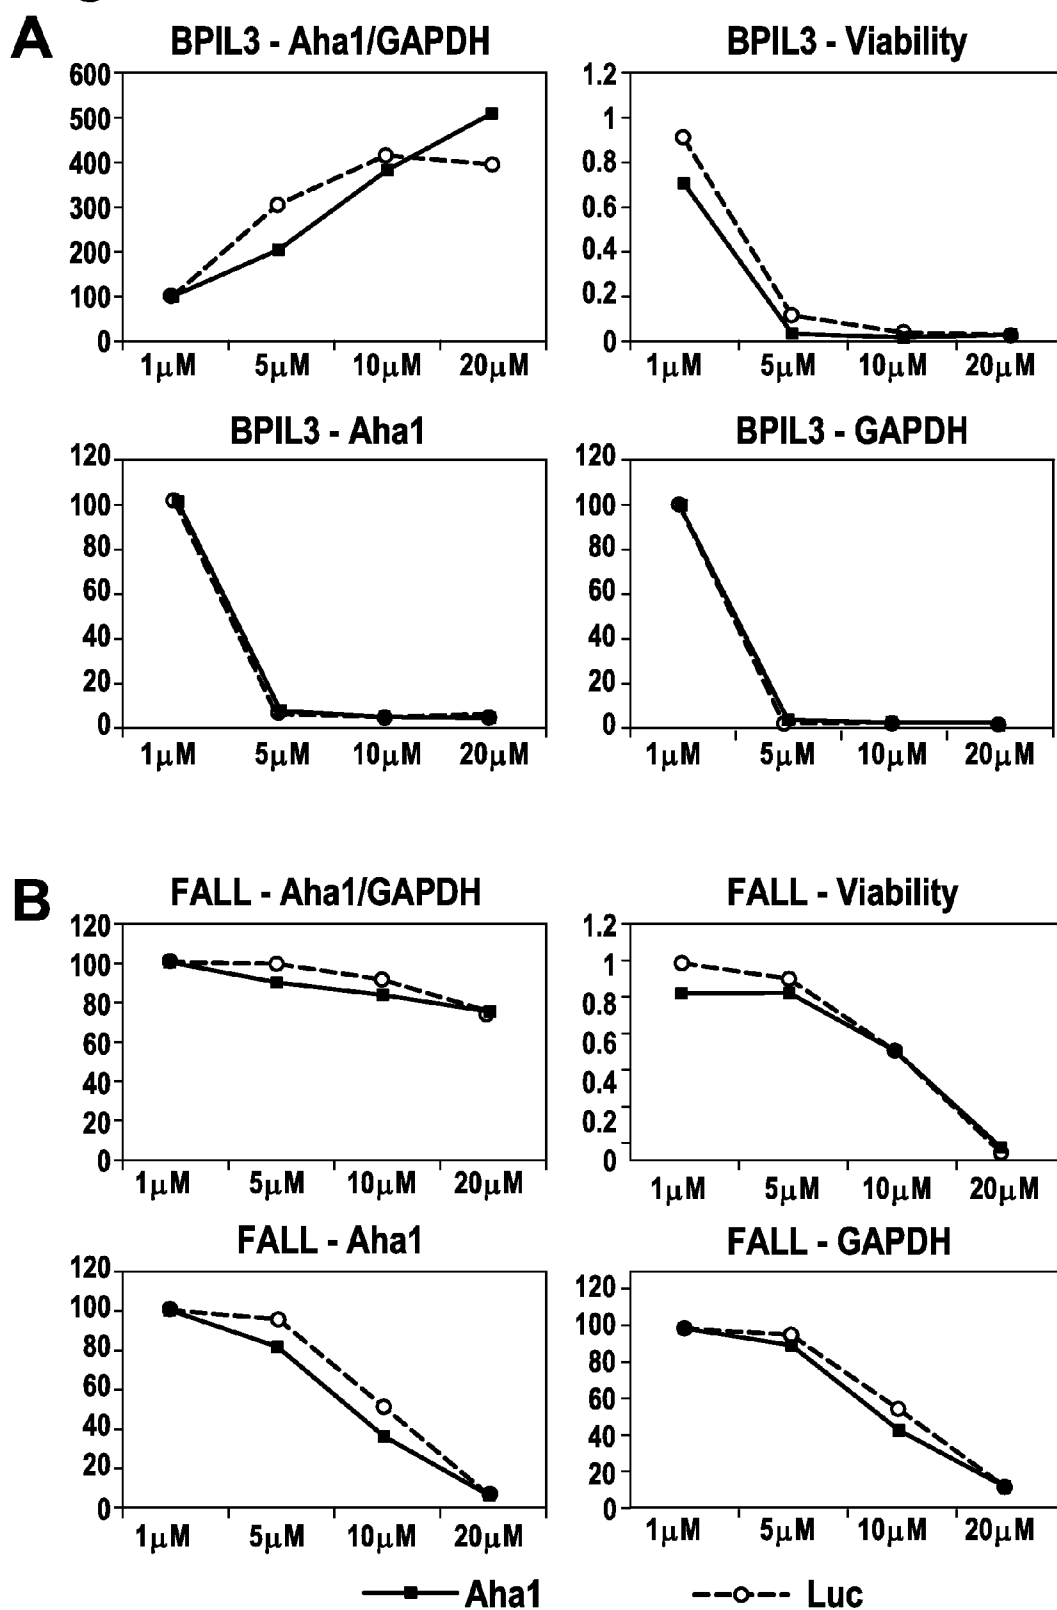 A
BPIL3 - Aha1/GAPDH
600
500
400
300
200
100
0
1µM 5µM 10µM 20µM
BPIL3 - Viability
1.2
1
0.8
0.6
0.4
0.2
0
1µM 5µM 10µM 20µM
BPIL3 - Aha1
120
100
80
60
40
20
0
1µM 5µM 10µM 20µM
BPIL3 - GAPDH
120
100
80
60
40
20
0
1µM 5µM 10µM 20µM
B
FALL - Aha1/GAPDH
120
100
80
60
40
20
0
1µM 5µM 10µM 20µM
FALL - Viability
1.2
1
0.8
0.6
0.4
0.2
0
1µM 5µM 10µM 20µM
FALL - Aha1
120
100
80
60
40
20
0
1µM 5µM 10µM 20µM
FALL - GAPDH
120
100
80
60
40
20
0
1µM 5µM 10µM 20µM
Aha1 Luc